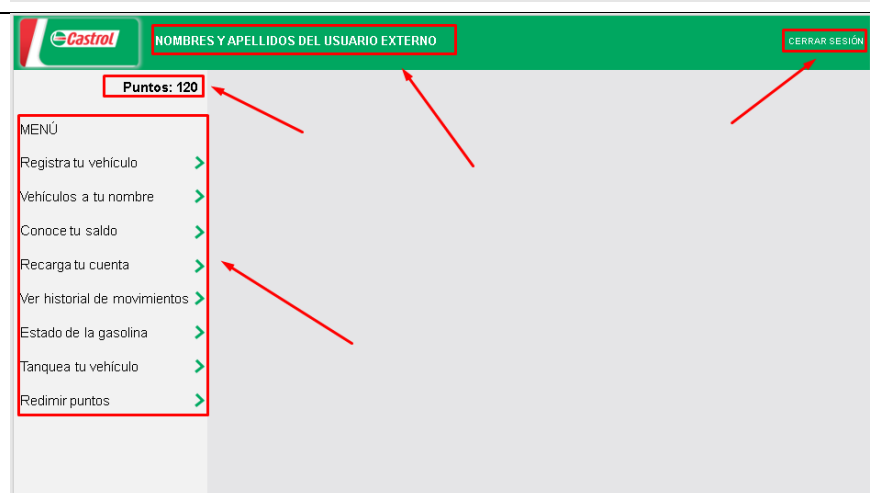 Castrol
NOMBRES Y APELLIDOS DEL USUARIO EXTERNO
CERRAR SESIÓN
Puntos: 120
MENÚ
Registra tu vehículo
Vehículos a tu nombre
Conoce tu saldo
Recarga tu cuenta
Ver historial de movimientos
Estado de la gasolina
Tanquea tu vehículo
Redimir puntos